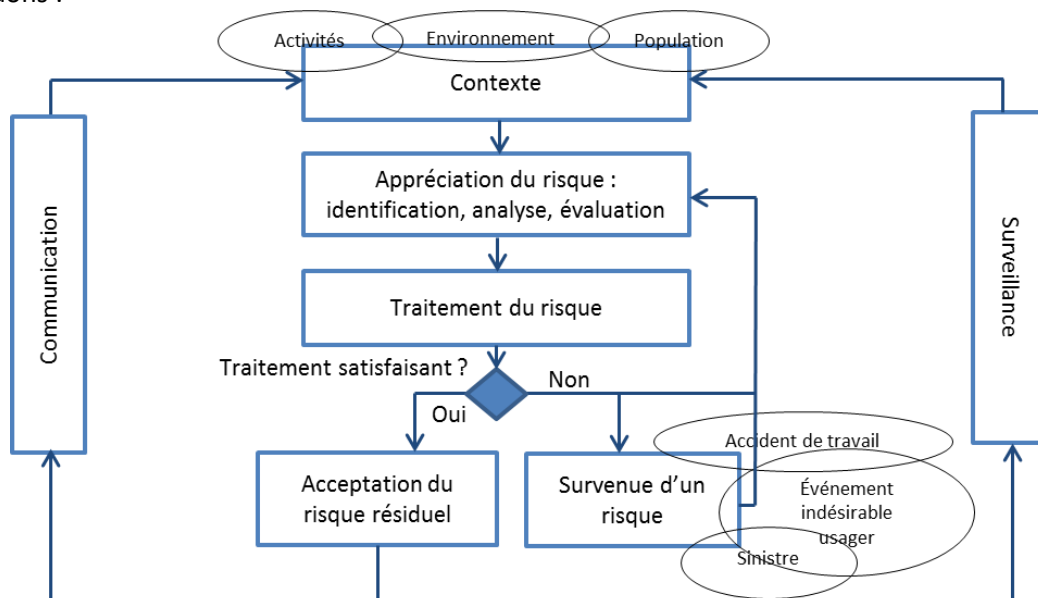 Activités
Environnement
Population
Contexte
Appréciation du risque :
identification, analyse, évaluation
Communication
Surveillance
Traitement du risque
Traitement satisfaisant ?
Non
Oui
Accident de travail
Acceptation du
risque résiduel
Survenue d'un
risque
Événement
indésirable
usager
Sinistre